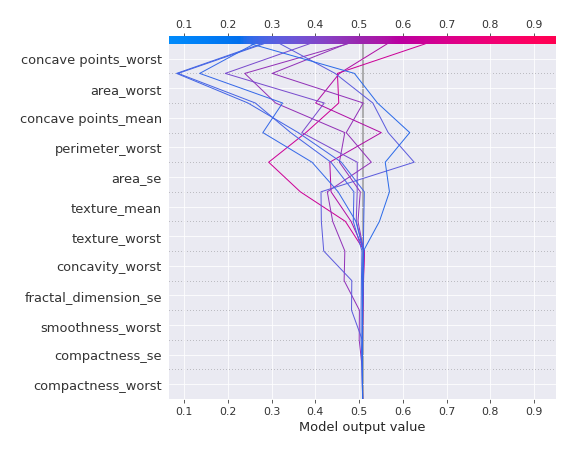 0.1 0.2 0.3 0.4 0.5 0.6 0.7 0.8 0.9
concave points_worst
area_worst
concave points_mean
perimeter_worst
area_se
texture_mean
texture_worst
concavity_worst
fractal_dimension_se
smoothness_worst
compactness_se
compactness_worst
0.1 0.2 0.3 0.4 0.5 0.6 0.7 0.8 0.9
Model output value